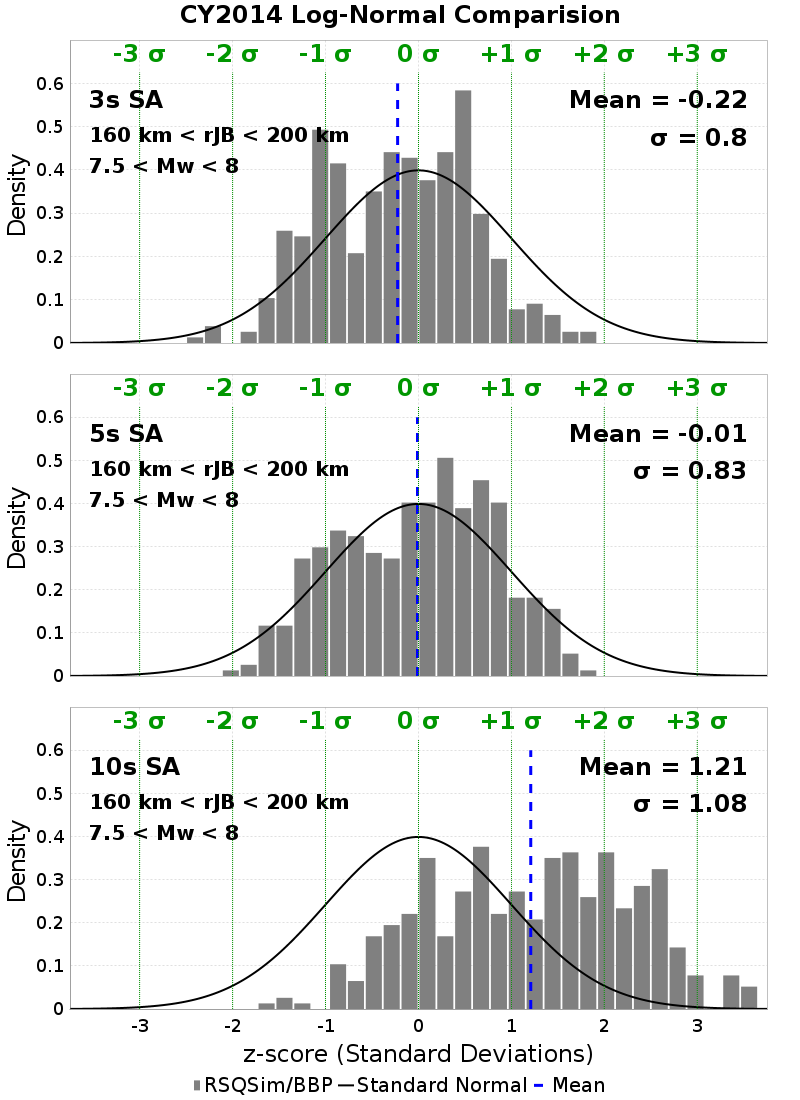 CY2014 Log-Normal Comparision
-3 σ -2 σ -1 σ 0 σ +1 σ +2 σ +3 σ
3s SA
Mean = -0.22
160 km < rJB < 200 km
σ = 0.8
7.5 < Mw < 8
Density
0.6
0.5
0.4
0.3
0.2
0.1
0
-3 σ -2 σ -1 σ 0 σ +1 σ +2 σ +3 σ
5s SA
Mean = -0.01
160 km < rJB < 200 km
σ = 0.83
7.5 < Mw < 8
Density
0.6
0.5
0.4
0.3
0.2
0.1
0
-3 σ -2 σ -1 σ 0 σ +1 σ +2 σ +3 σ
10s SA
Mean = 1.21
160 km < rJB < 200 km
σ = 1.08
7.5 < Mw < 8
Density
0.6
0.5
0.4
0.3
0.2
0.1
0
-3 -2 -1 0 1 2 3
z-score (Standard Deviations)
RSQSim/BBP Standard Normal Mean